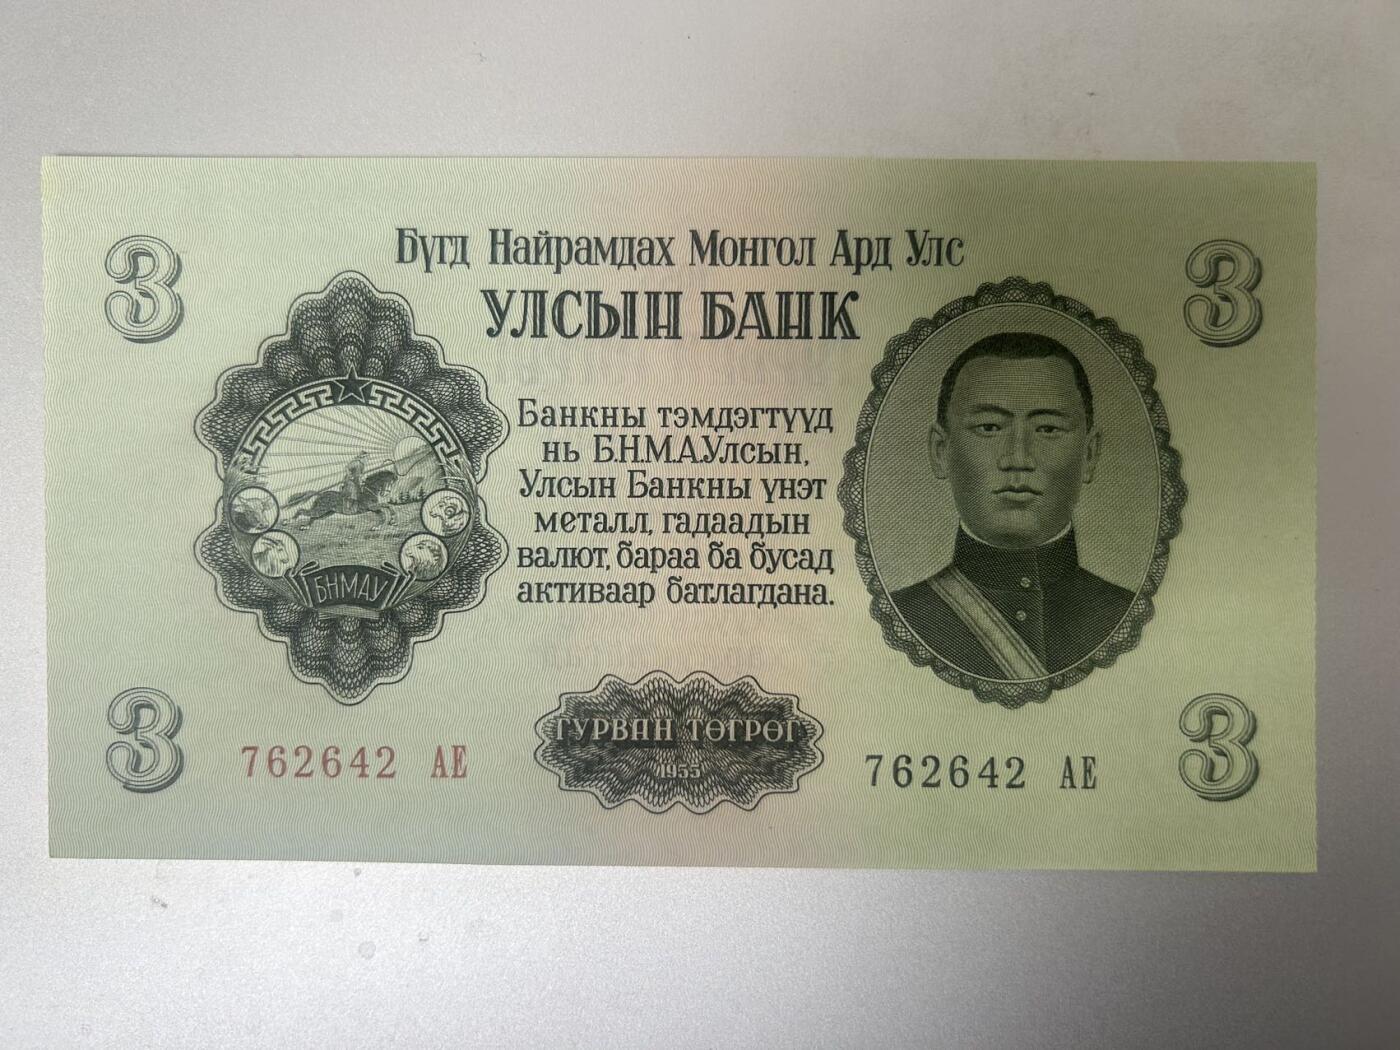 3
3
Бүгд Найрамдах Монгол Ард Улс
УЛСЫН БАНК
Банкны тэмдэгтүүд
нь Б.Н.М.А.Улсын,
Улсын Банкны үнэт
металл, гадаадын
валют, бараа ба бусад
активаар батлагдана.
БНМАУ
ГУРВАН ТӨГРӨГ
1955
3
762642 АЕ
762642 АЕ
3